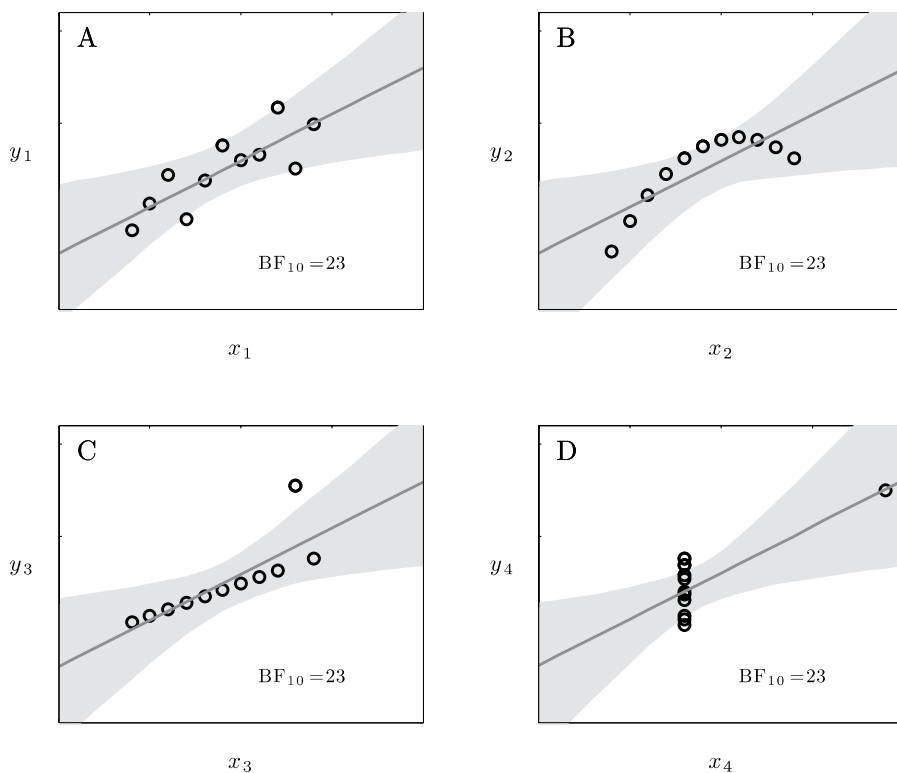 A
B
y₁
y₂
BF₁₀ = 23
BF₁₀ = 23
x₁
x₂
C
D
y₃
y₄
BF₁₀ = 23
BF₁₀ = 23
x₃
x₄